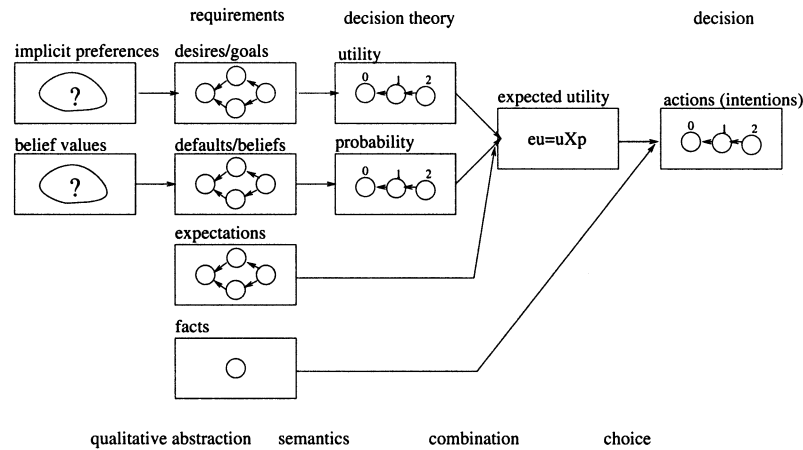 requirements decision theory decision
implicit preferences desires/goals utility
? 0 1 2
expected utility actions (intentions)
belief values defaults/beliefs probability eu=uXp 0 1 2
? 0 1 2
expectations
facts
qualitative abstraction semantics combination choice